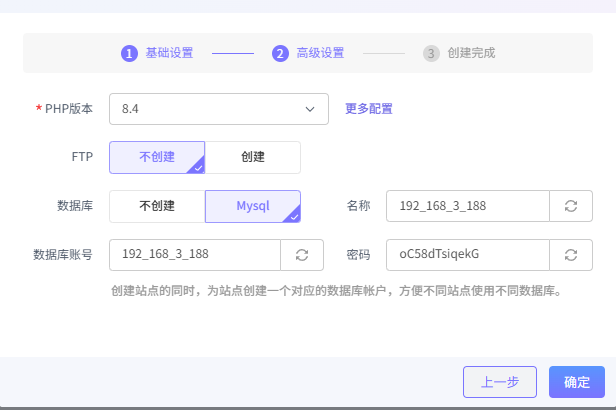 1 基础设置 2 高级设置 3 创建完成
* PHP版本 8.4 更多配置
FTP 不创建 创建
数据库 不创建 Mysql 名称 192_168_3_188
数据库账号 192_168_3_188 密码 oC58dTsiqekG
创建站点的同时，为站点创建一个对应的数据库帐户，方便不同站点使用不同数据库。
上一步 确定